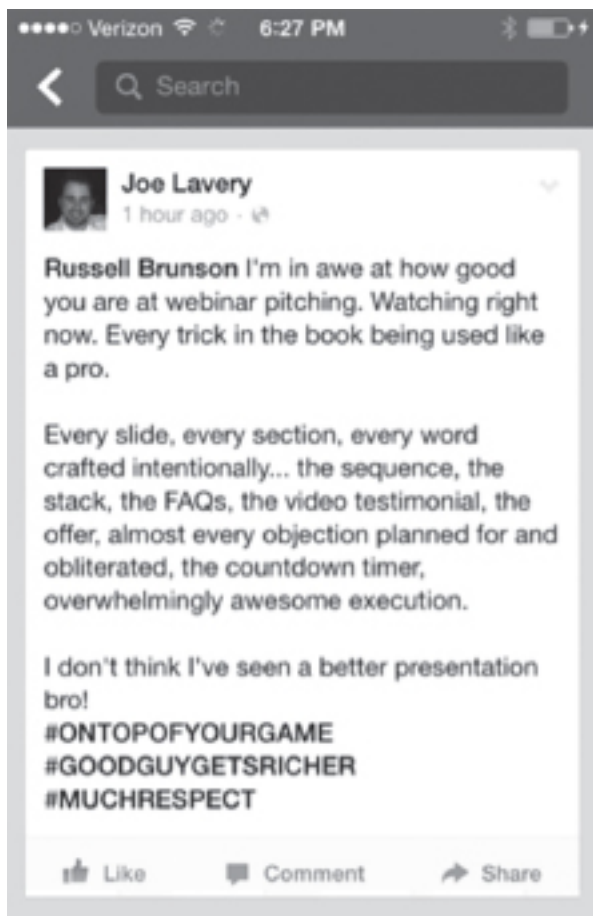 Verizon 6:27 PM
Search
Joe Lavery
1 hour ago ·
Russell Brunson I'm in awe at how good
you are at webinar pitching. Watching right
now. Every trick in the book being used like
a pro.
Every slide, every section, every word
crafted intentionally... the sequence, the
stack, the FAQs, the video testimonial, the
offer, almost every objection planned for and
obliterated, the countdown timer,
overwhelmingly awesome execution.
I don't think I've seen a better presentation
bro!
#ONTOPOFYOURGAME
#GOODGUYGETSRICHER
#MUCHRESPECT
Like Comment Share